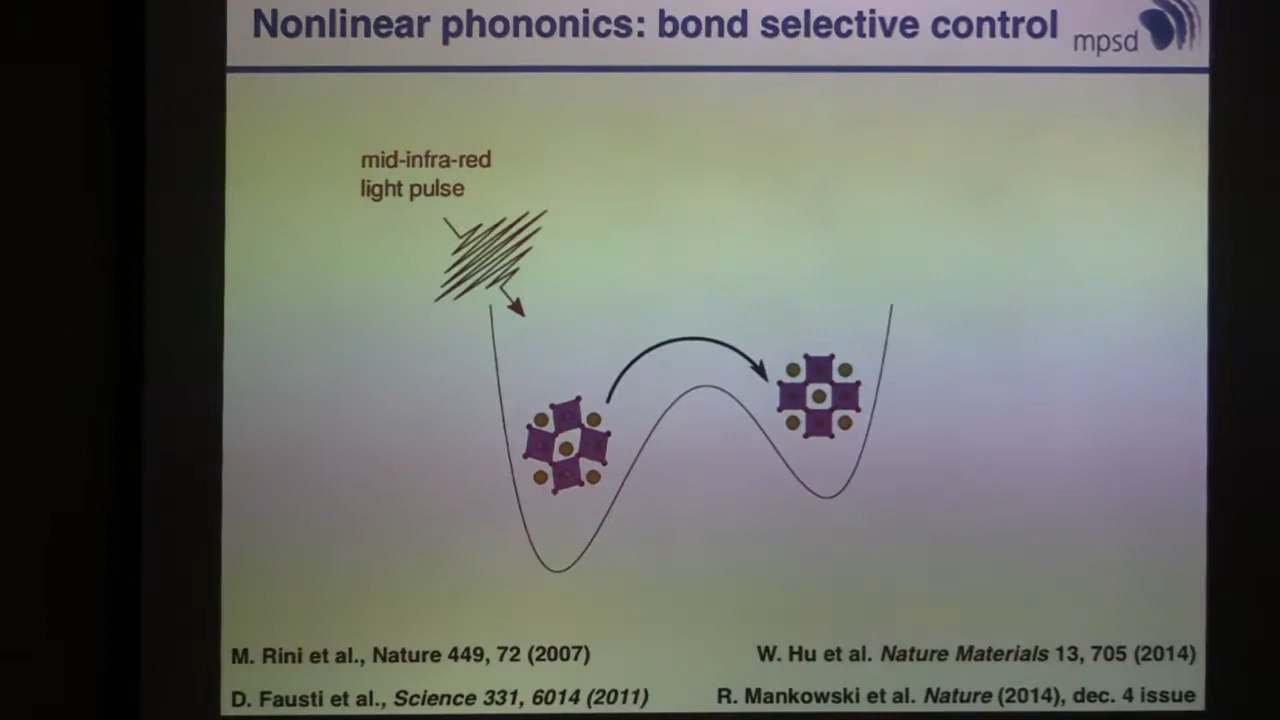 Nonlinear phononics: bond selective control
mpsd
mid-infra-red
light pulse
M. Rini et al., Nature 449, 72 (2007)
W. Hu et al. Nature Materials 13, 705 (2014)
D. Fausti et al., Science 331, 6014 (2011)
R. Mankowski et al. Nature (2014), dec. 4 issue